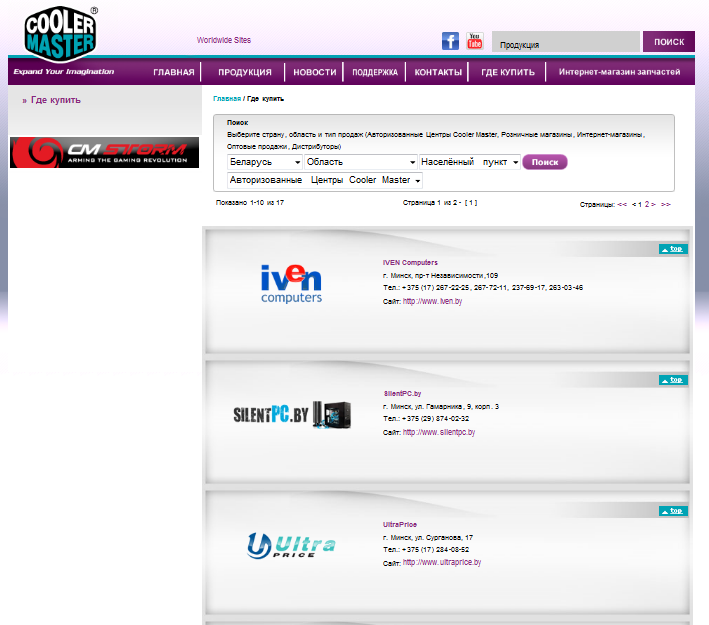 COOLER
MASTER
®
Worldwide Sites
f
You Tube
Продукция
ПОИСК
Expand Your Imagination
ГЛАВНАЯ
ПРОДУКЦИЯ
НОВОСТИ
ПОДДЕРЖКА
КОНТАКТЫ
ГДЕ КУПИТЬ
Интернет-магазин запчастей
» Где купить
CM STORM
ARMING THE GAMING REVOLUTION
Главная / Где купить
Поиск
Выберите страну, область и тип продаж (Авторизованные Центры Cooler Master, Розничные магазины, Интернет-магазины,
Оптовые продажи, Дистрибуторы)
Беларусь Область Населённый пункт Поиск
Авторизованные Центры Cooler Master
Показано 1-10 из 17
Страница 1 из 2 - [ 1 ]
Страницы: << < 1 2 > >>
top
iven
computers
IVEN Computers
г. Минск, пр-т Независимости,109
Тел.: +375 (17) 267-22-25, 267-72-11, 237-69-17, 263-03-46
Сайт: http://www.iven.by
top
SILENTPC.BY
SilentPC.by
г. Минск, ул. Гамарника, 9, корп. 3
Тел.: +375 (29) 874-02-32
Сайт: http://www.silentpc.by
top
Ultra
PRICE
UltraPrice
г. Минск, ул. Сурганова, 17
Тел.: +375 (17) 284-08-52
Сайт: http://www.ultraprice.by